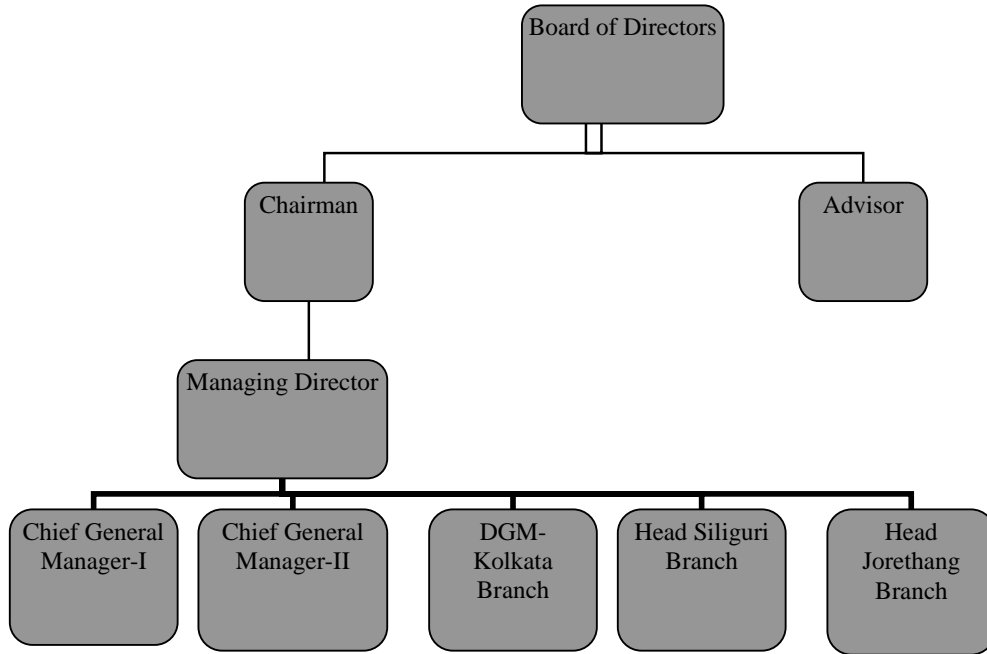 Board of Directors
Chairman
Advisor
Managing Director
Chief General
Manager-I
Chief General
Manager-II
DGM-
Kolkata
Branch
Head Siliguri
Branch
Head
Jorethang
Branch